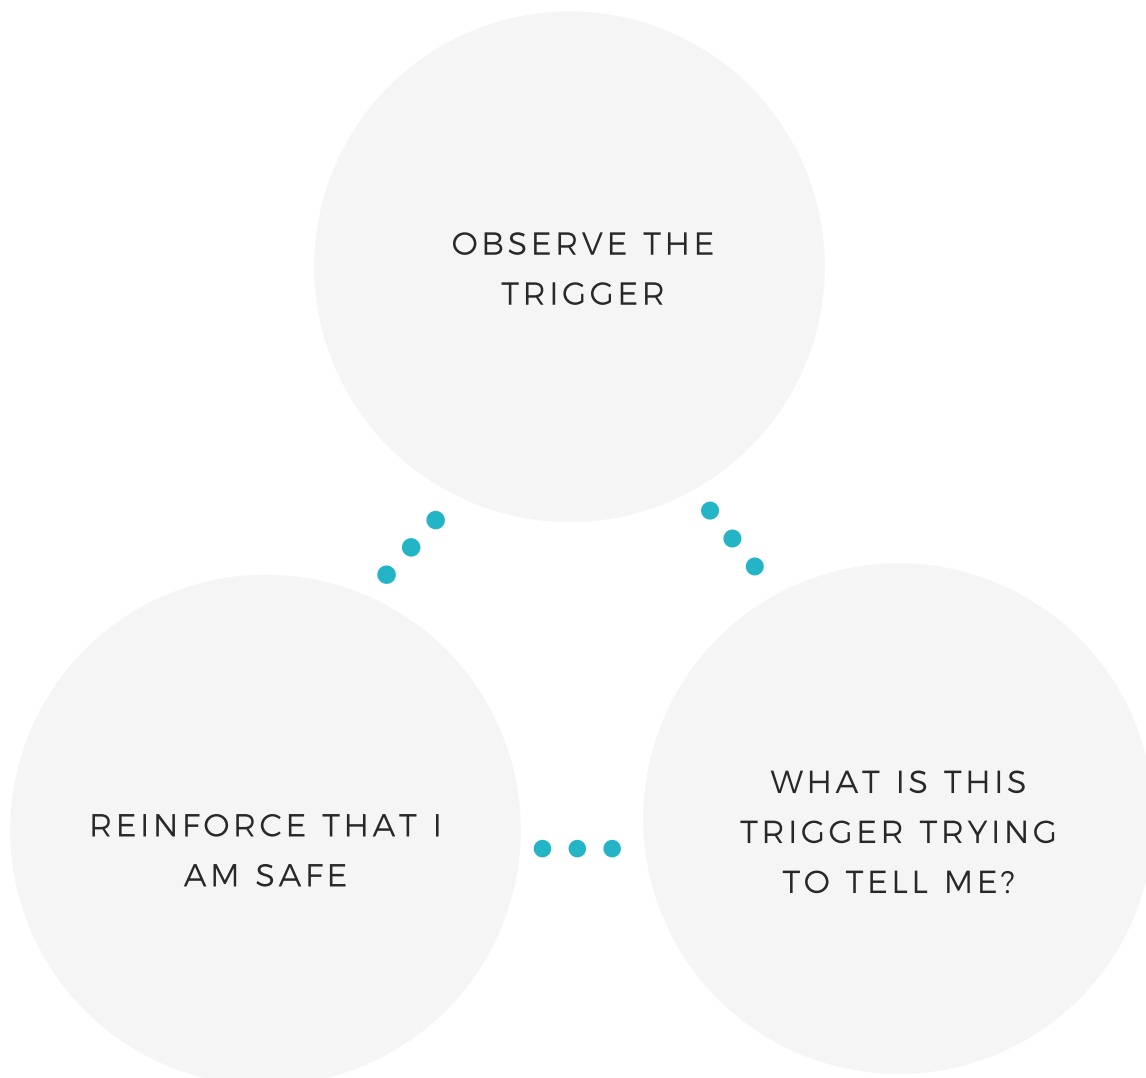 OBSERVE THE
TRIGGER
REINFORCE THAT I
AM SAFE
WHAT IS THIS
TRIGGER TRYING
TO TELL ME?